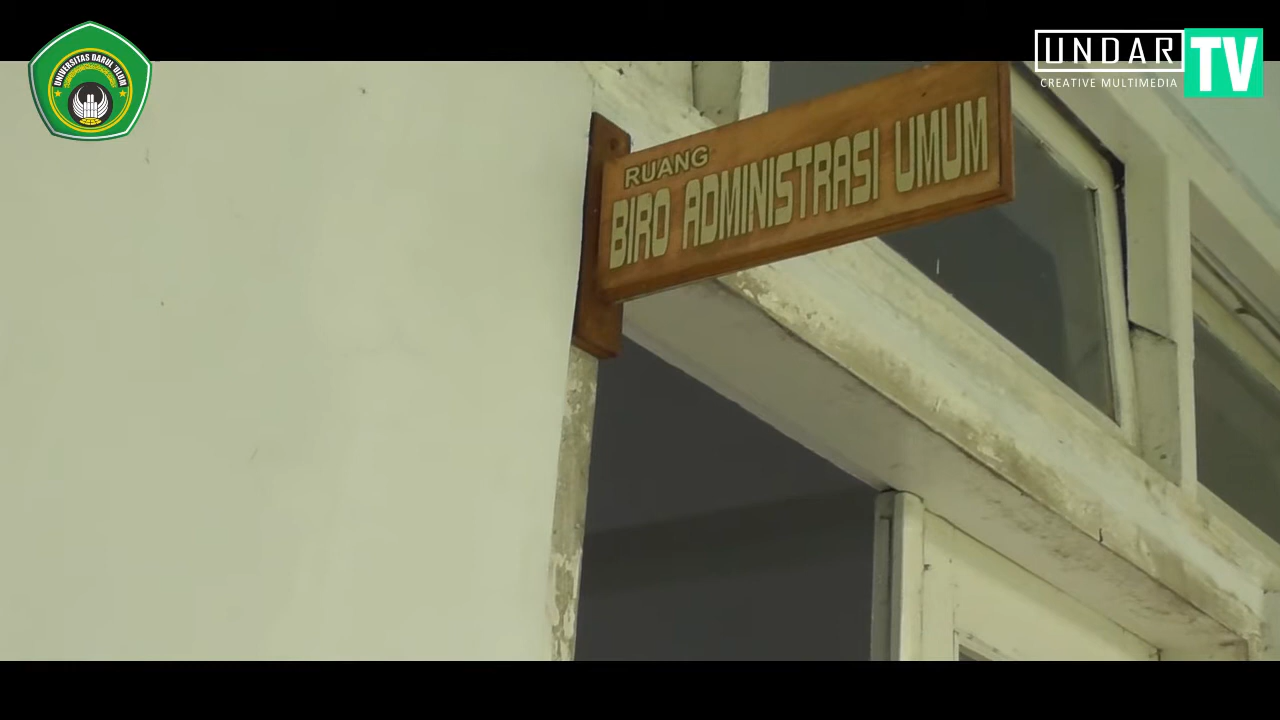 UNIVERSITAS DARUL 'ULUM
UNDAR TV
CREATIVE MULTIMEDIA
RUANG
BIRO ADMINISTRASI UMUM